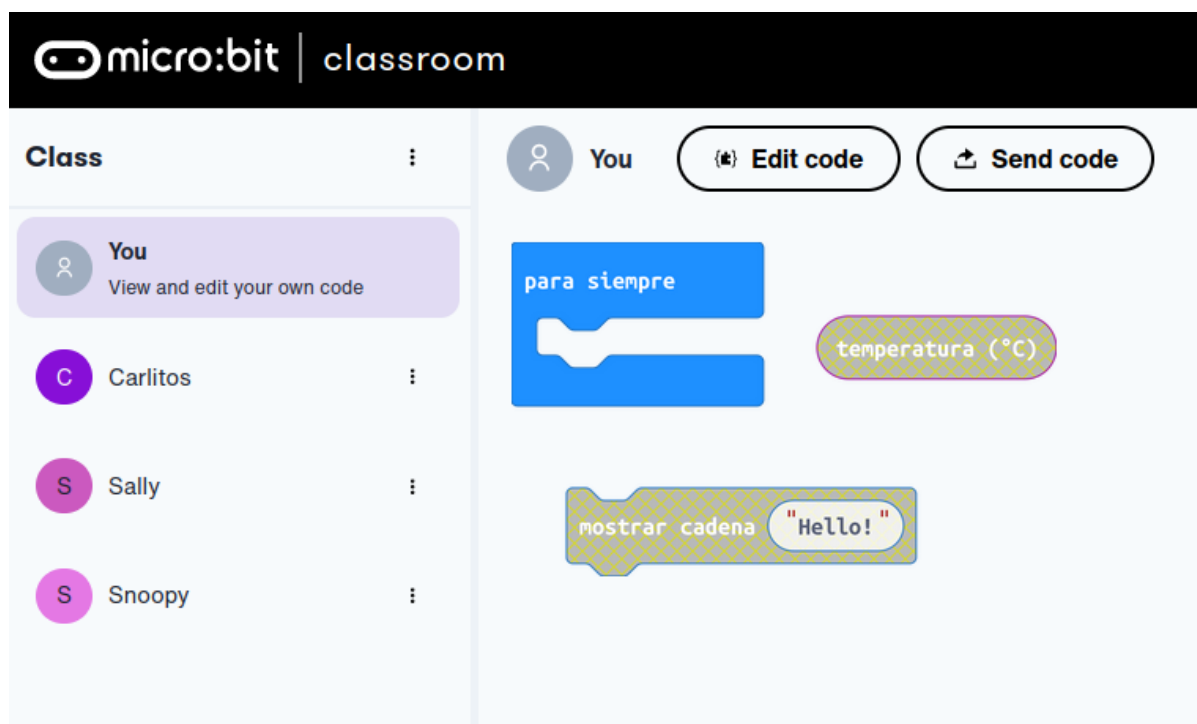 micro:bit | classroom
Class
You
View and edit your own code
C Carlitos
S Sally
S Snoopy
You
Edit code
Send code
para siempre
temperatura (°C)
mostrar cadena "Hello!"